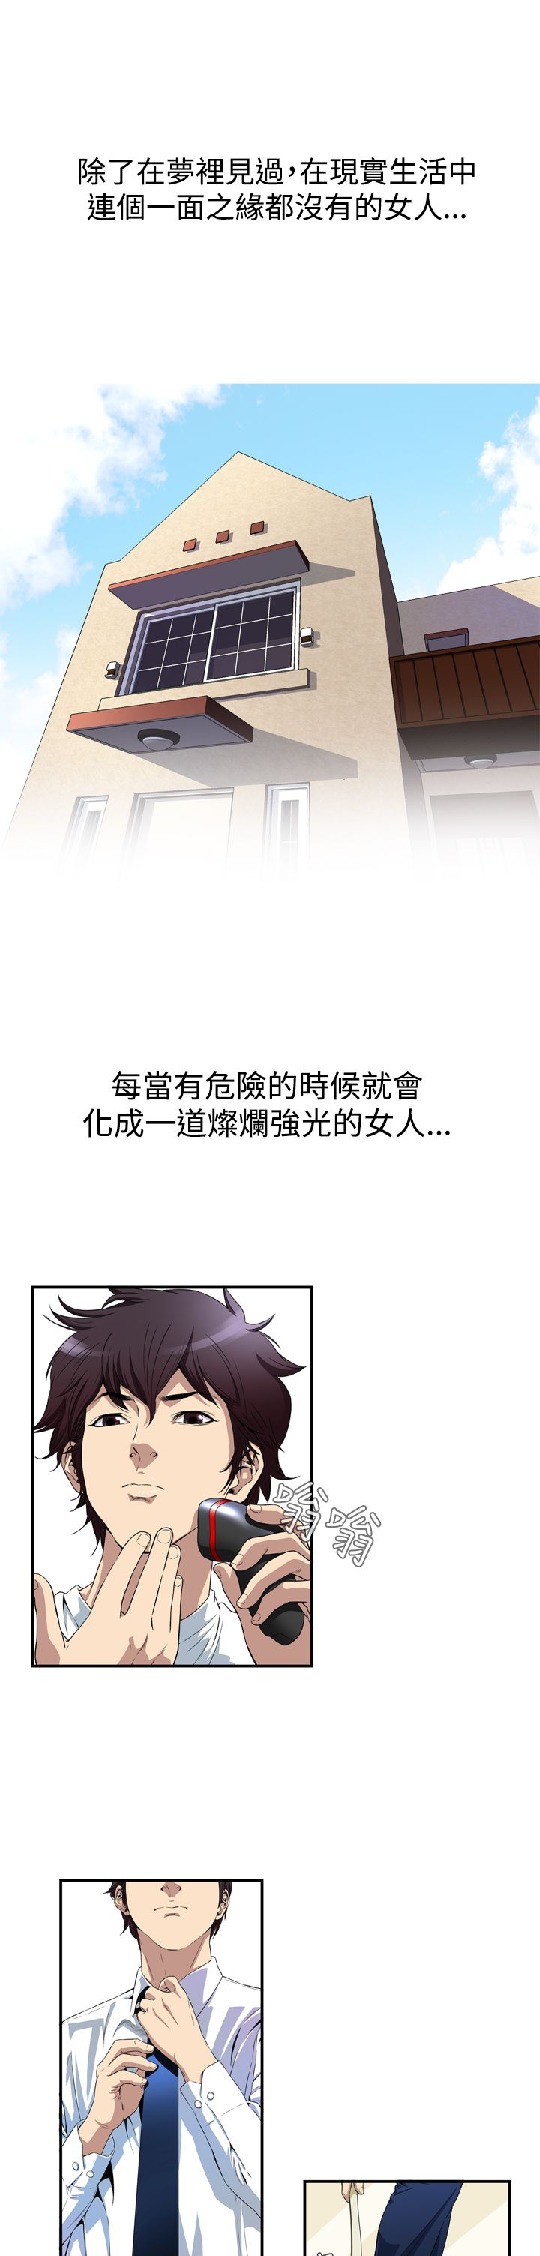 除了在夢裡見過,在現實生活中
連個一面之緣都沒有的女人...
每當有危險的時候就會
化成一道燦爛強光的女人...
嗡嗡